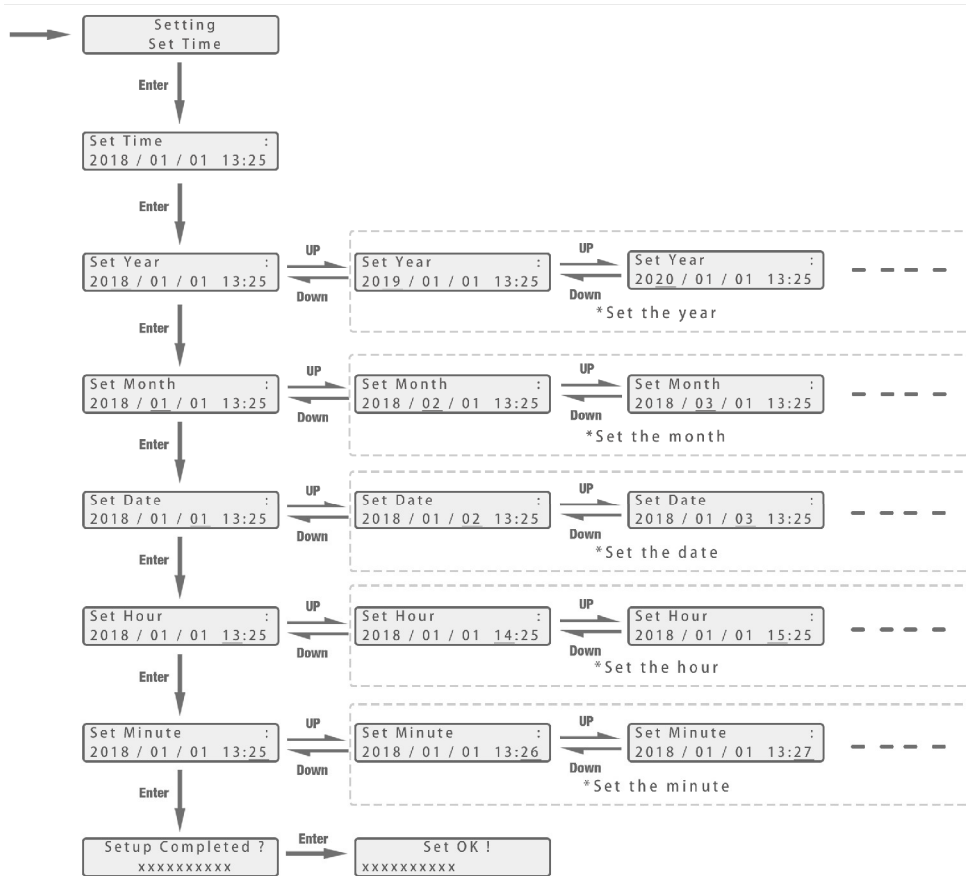 Setting
Set Time
Enter
Set Time :
2018 / 01 / 01 13:25
Enter
Set Year :
2018 / 01 / 01 13:25
UP
Down
Set Year :
2019 / 01 / 01 13:25
UP
Down
Set Year :
2020 / 01 / 01 13:25
*Set the year
Enter
Set Month :
2018 / 01 / 01 13:25
UP
Down
Set Month :
2018 / 02 / 01 13:25
UP
Down
Set Month :
2018 / 03 / 01 13:25
*Set the month
Enter
Set Date :
2018 / 01 / 01 13:25
UP
Down
Set Date :
2018 / 01 / 02 13:25
UP
Down
Set Date :
2018 / 01 / 03 13:25
*Set the date
Enter
Set Hour :
2018 / 01 / 01 13:25
UP
Down
Set Hour :
2018 / 01 / 01 14:25
UP
Down
Set Hour :
2018 / 01 / 01 15:25
*Set the hour
Enter
Set Minute :
2018 / 01 / 01 13:25
UP
Down
Set Minute :
2018 / 01 / 01 13:26
UP
Down
Set Minute :
2018 / 01 / 01 13:27
*Set the minute
Enter
Setup Completed ?
xxxxxxxxxx
Enter
Set OK !
xxxxxxxxxx